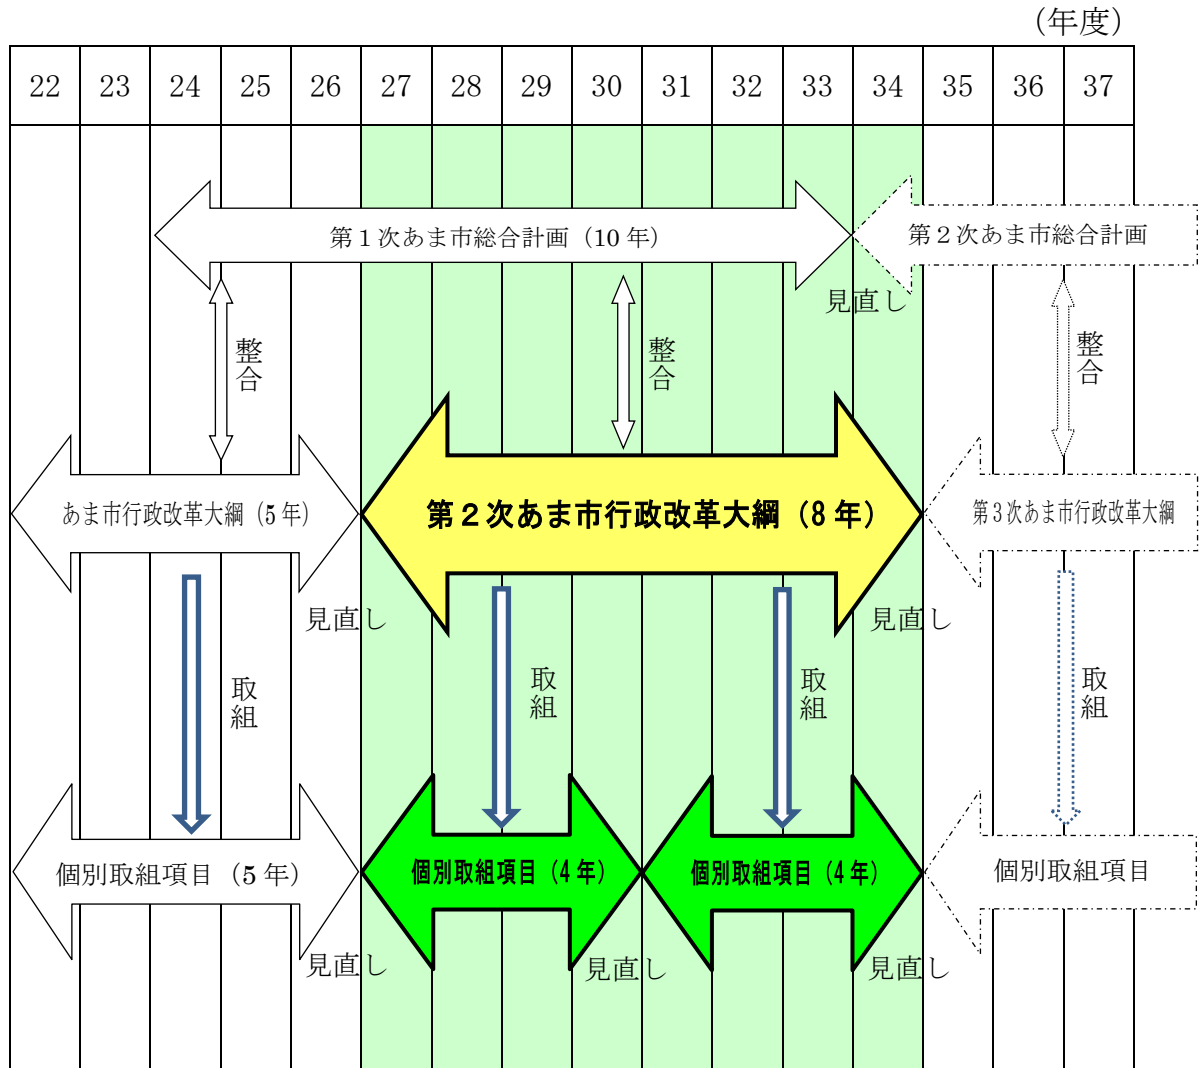 (年度)
22 23 24 25 26 27 28 29 30 31 32 33 34 35 36 37
第１次あま市総合計画（10 年）
第２次あま市総合計画
見直し
整合
整合
整合
あま市行政改革大綱（5 年）
第２次あま市行政改革大綱（8 年）
第３次あま市行政改革大綱
見直し
見直し
取組
取組
取組
取組
個別取組項目（5 年）
個別取組項目（4 年）
個別取組項目（4 年）
個別取組項目
見直し
見直し
見直し